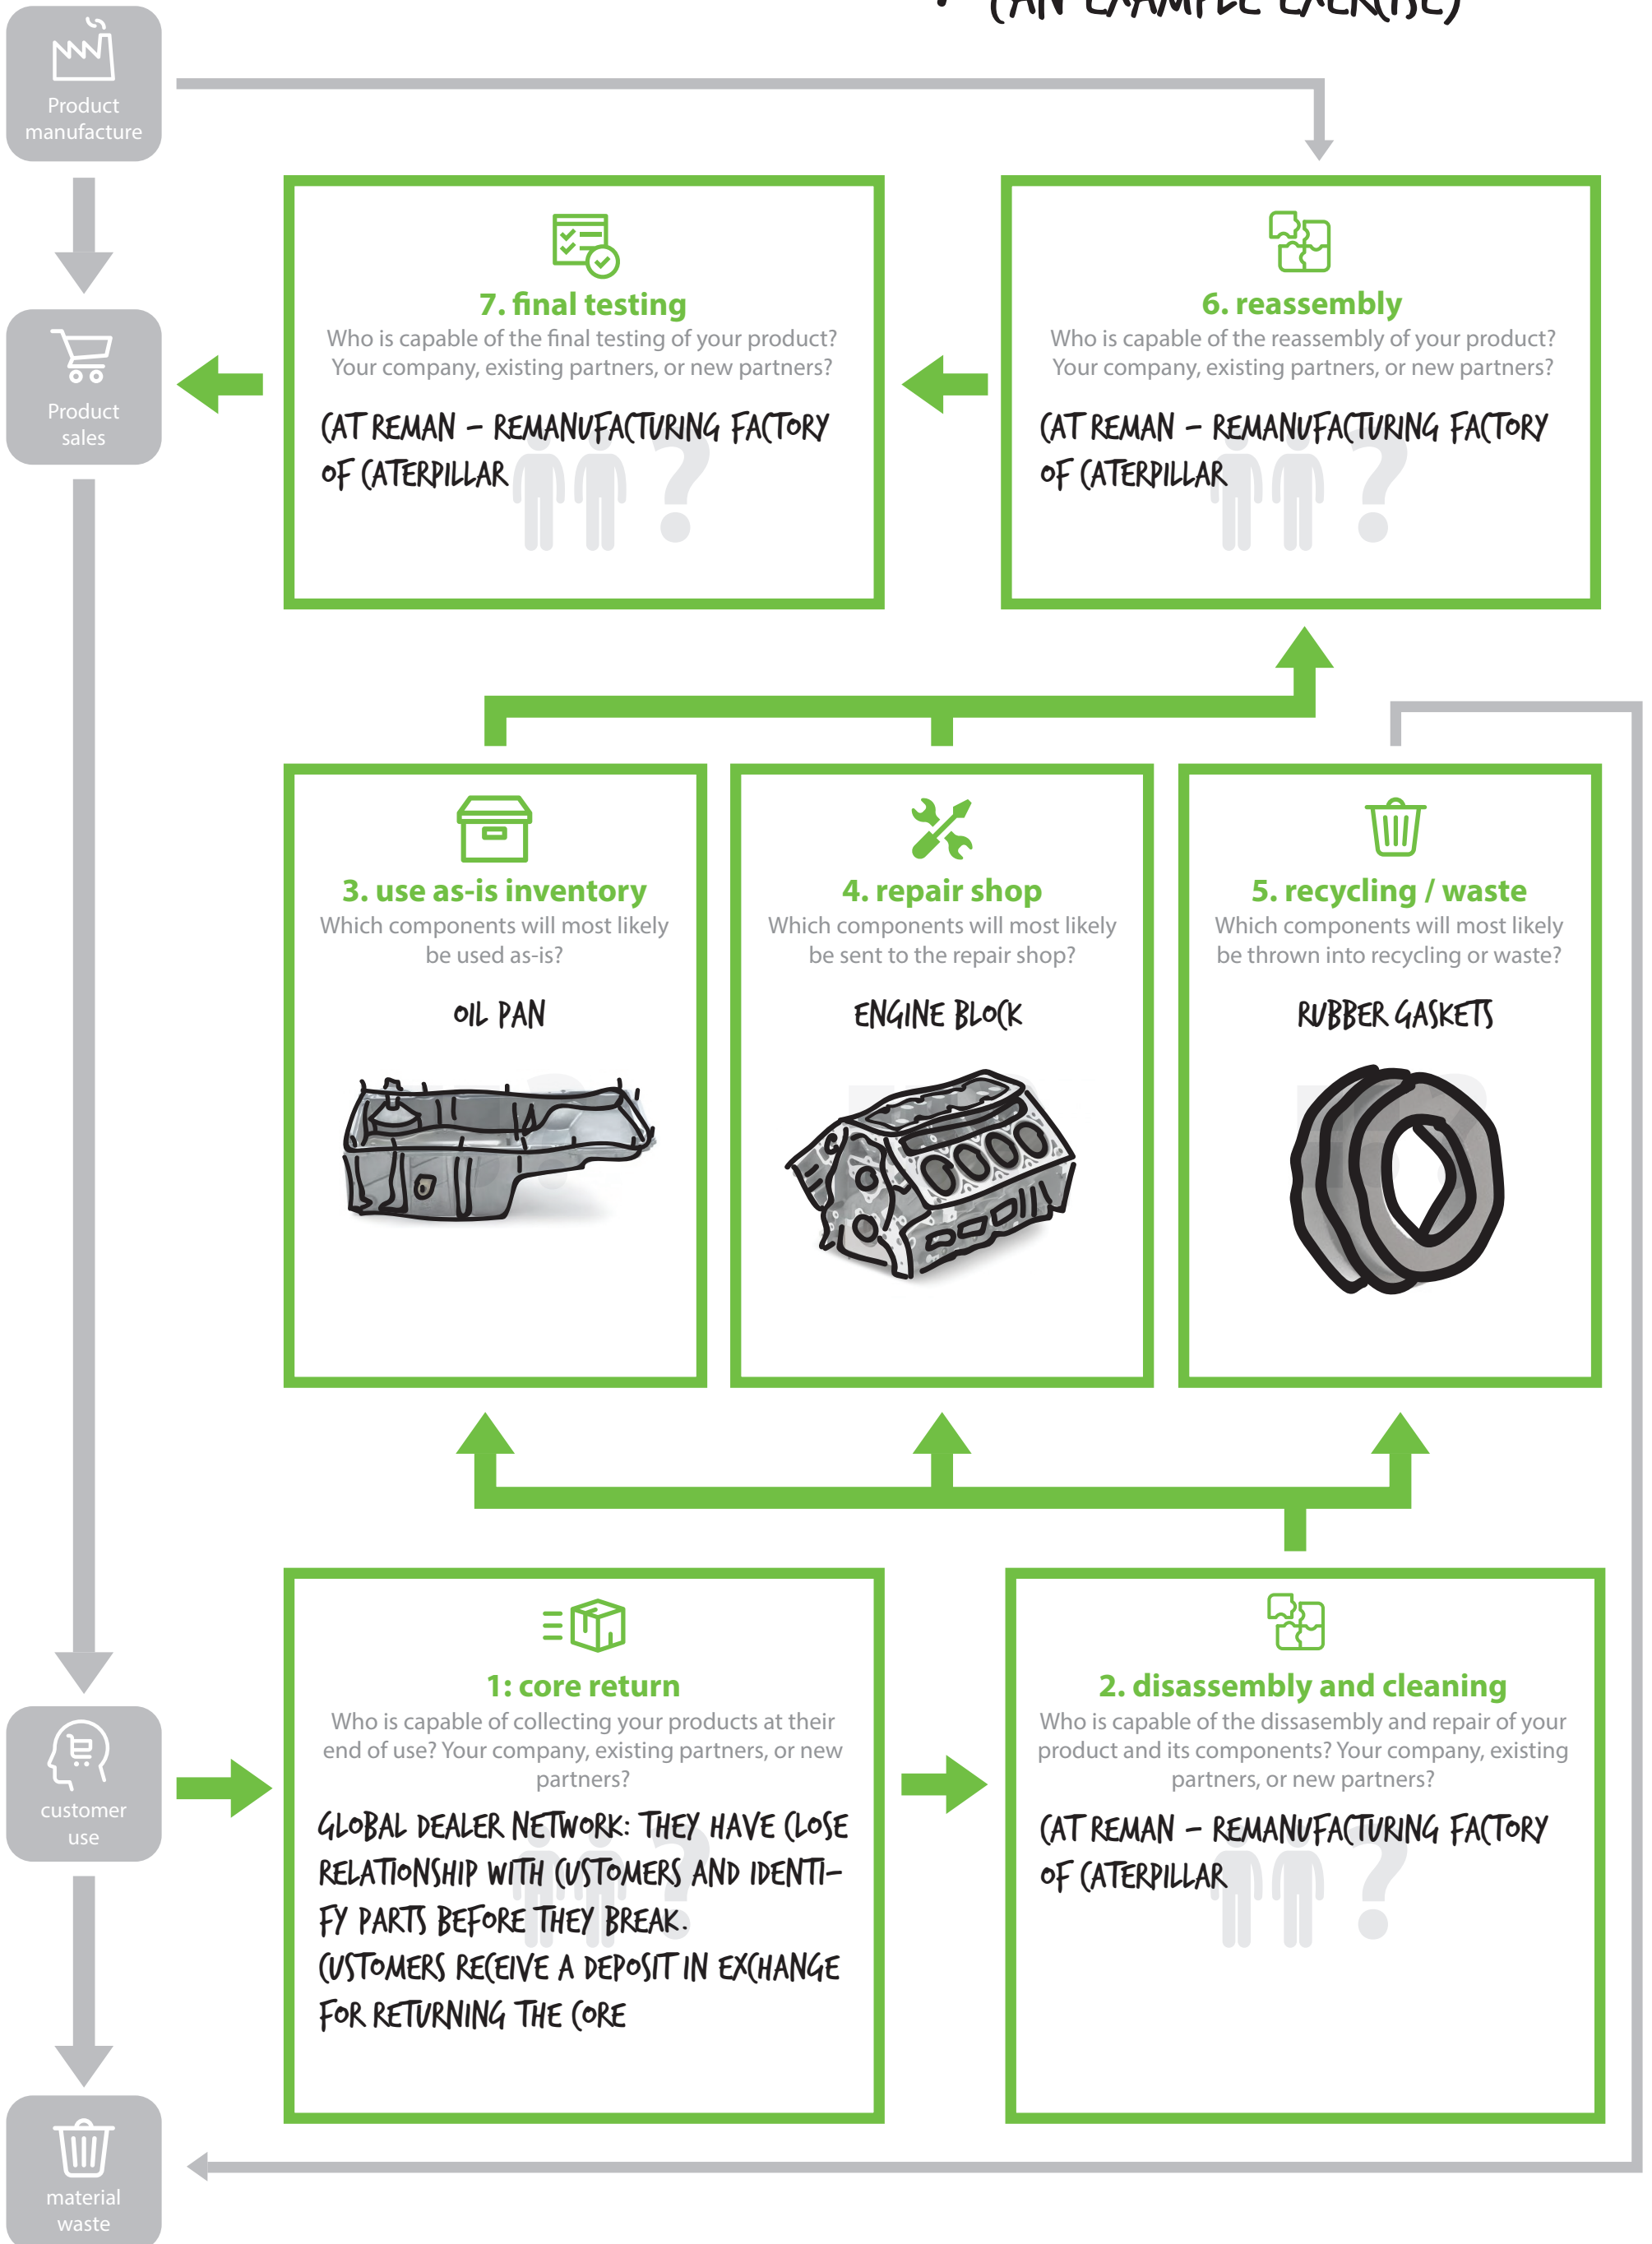 (AN EXAMPLE EXERCISE)
Product
manufacture
7. final testing
Who is capable of the final testing of your product?
Your company, existing partners, or new partners?
CAT REMAN – REMANUFACTURING FACTORY
OF CATERPILLAR
6. reassembly
Who is capable of the reassembly of your product?
Your company, existing partners, or new partners?
CAT REMAN – REMANUFACTURING FACTORY
OF CATERPILLAR
Product
sales
3. use as-is inventory
Which components will most likely
be used as-is?
OIL PAN
4. repair shop
Which components will most likely
be sent to the repair shop?
ENGINE BLOCK
5. recycling / waste
Which components will most likely
be thrown into recycling or waste?
RUBBER GASKETS
1: core return
Who is capable of collecting your products at their
end of use? Your company, existing partners, or new
partners?
GLOBAL DEALER NETWORK: THEY HAVE CLOSE
RELATIONSHIP WITH CUSTOMERS AND IDENTI-
FY PARTS BEFORE THEY BREAK.
CUSTOMERS RECEIVE A DEPOSIT IN EXCHANGE
FOR RETURNING THE CORE
2. disassembly and cleaning
Who is capable of the dissasembly and repair of your
product and its components? Your company, existing
partners, or new partners?
CAT REMAN – REMANUFACTURING FACTORY
OF CATERPILLAR
customer
use
material
waste